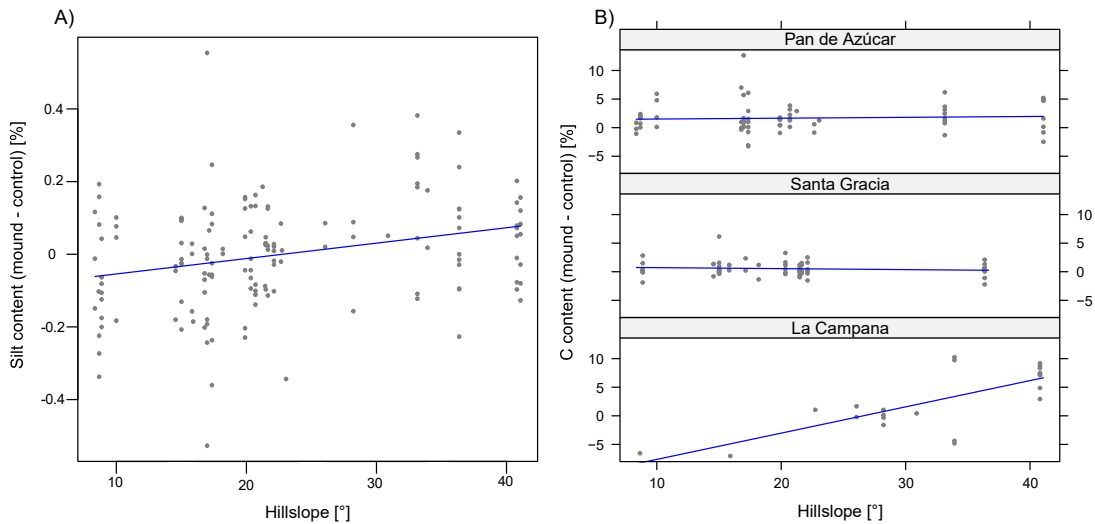 A)
Silt content (mound - control) [%]
0.4
0.2
0
-0.2
-0.4
10
20
30
40
Hillslope [°]
B)
C content (mound - control) [%]
Pan de Azúcar
10
5
0
−5
Santa Gracia
10
5
0
−5
La Campana
10
5
0
−5
10
20
30
40
Hillslope [°]